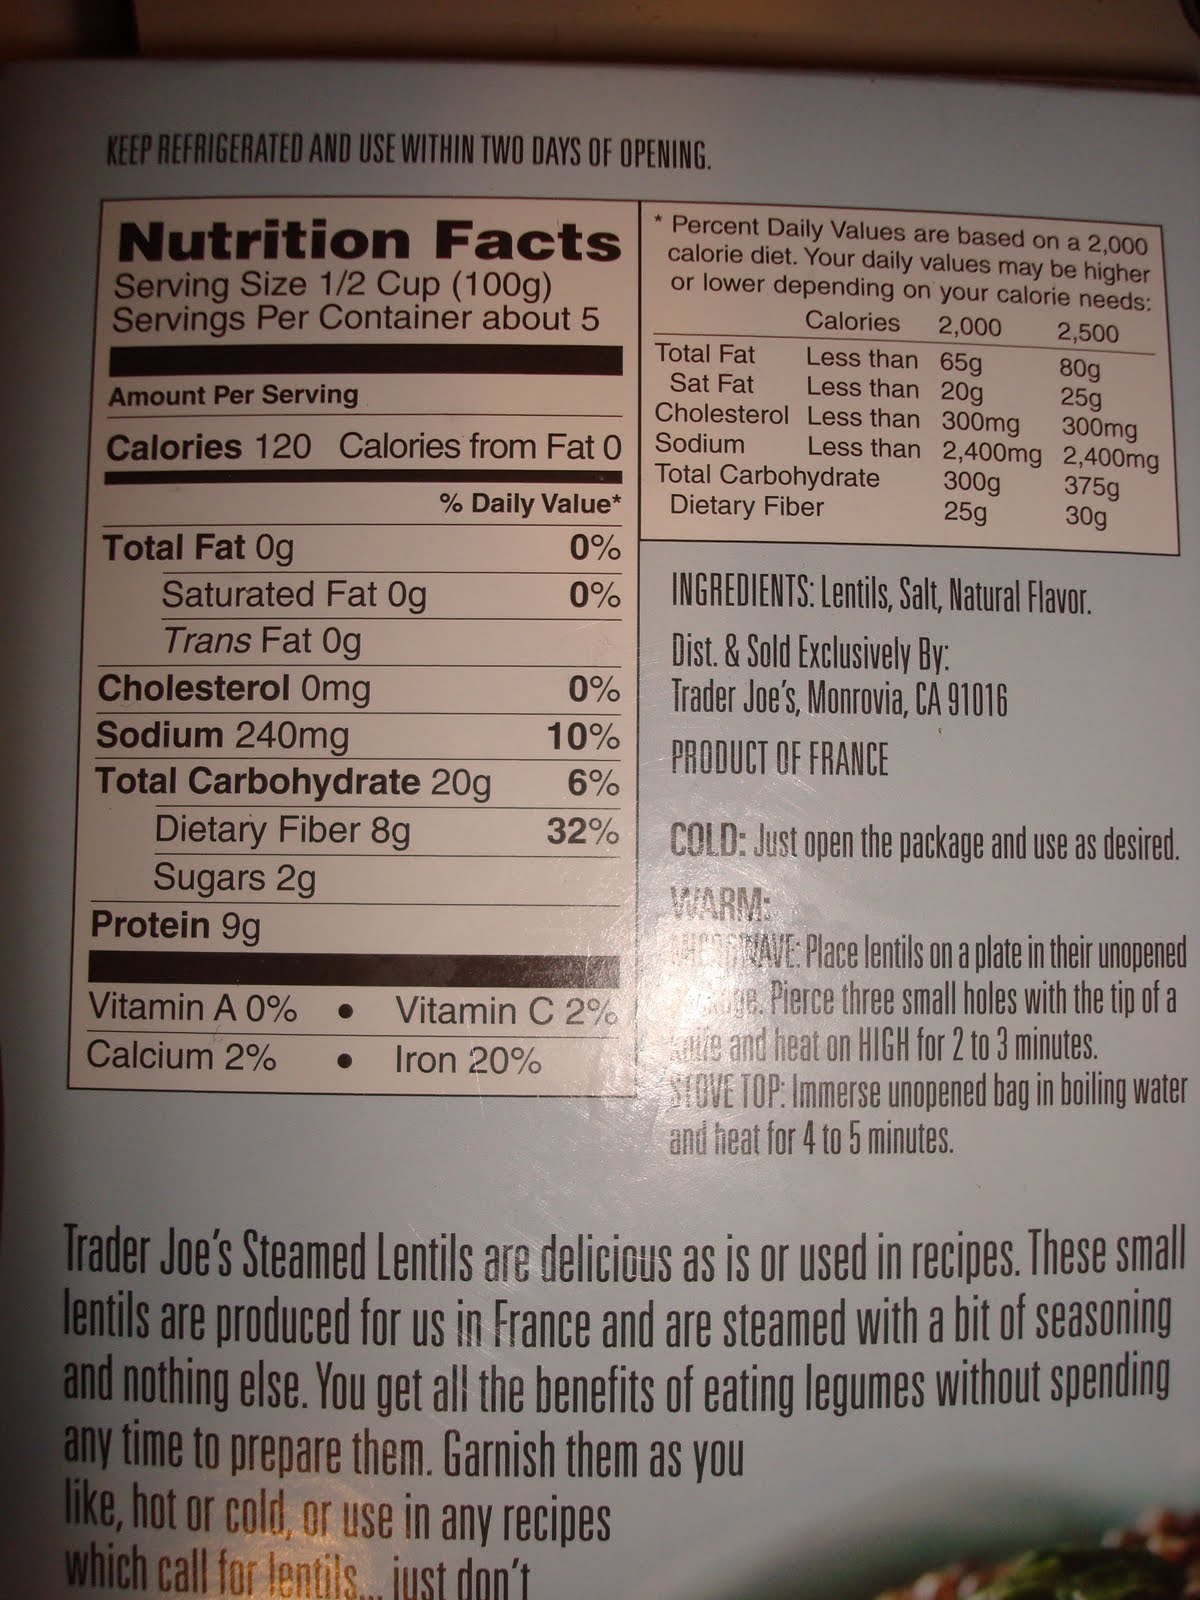 KEEP REFRIGERATED AND USE WITHIN TWO DAYS OF OPENING.
Nutrition Facts
Serving Size 1/2 Cup (100g)
Servings Per Container about 5
Amount Per Serving
Calories 120 Calories from Fat 0
% Daily Value*
Total Fat 0g 0%
Saturated Fat 0g 0%
Trans Fat 0g
Cholesterol 0mg 0%
Sodium 240mg 10%
Total Carbohydrate 20g 6%
Dietary Fiber 8g 32%
Sugars 2g
Protein 9g
Vitamin A 0% • Vitamin C 2%
Calcium 2% • Iron 20%
* Percent Daily Values are based on a 2,000
calorie diet. Your daily values may be higher
or lower depending on your calorie needs:
Calories 2,000 2,500
Total Fat Less than 65g 80g
Sat Fat Less than 20g 25g
Cholesterol Less than 300mg 300mg
Sodium Less than 2,400mg 2,400mg
Total Carbohydrate 300g 375g
Dietary Fiber 25g 30g
INGREDIENTS: Lentils, Salt, Natural Flavor.
Dist. & Sold Exclusively By:
Trader Joe's, Monrovia, CA 91016
PRODUCT OF FRANCE
COLD: Just open the package and use as desired.
WARM:
MICROWAVE: Place lentils on a plate in their unopened
package. Pierce three small holes with the tip of a
knife and heat on HIGH for 2 to 3 minutes.
STOVE TOP: Immerse unopened bag in boiling water
and heat for 4 to 5 minutes.
Trader Joe's Steamed Lentils are delicious as is or used in recipes. These small
lentils are produced for us in France and are steamed with a bit of seasoning
and nothing else. You get all the benefits of eating legumes without spending
any time to prepare them. Garnish them as you
like, hot or cold, or use in any recipes
which call for lentils... just don't